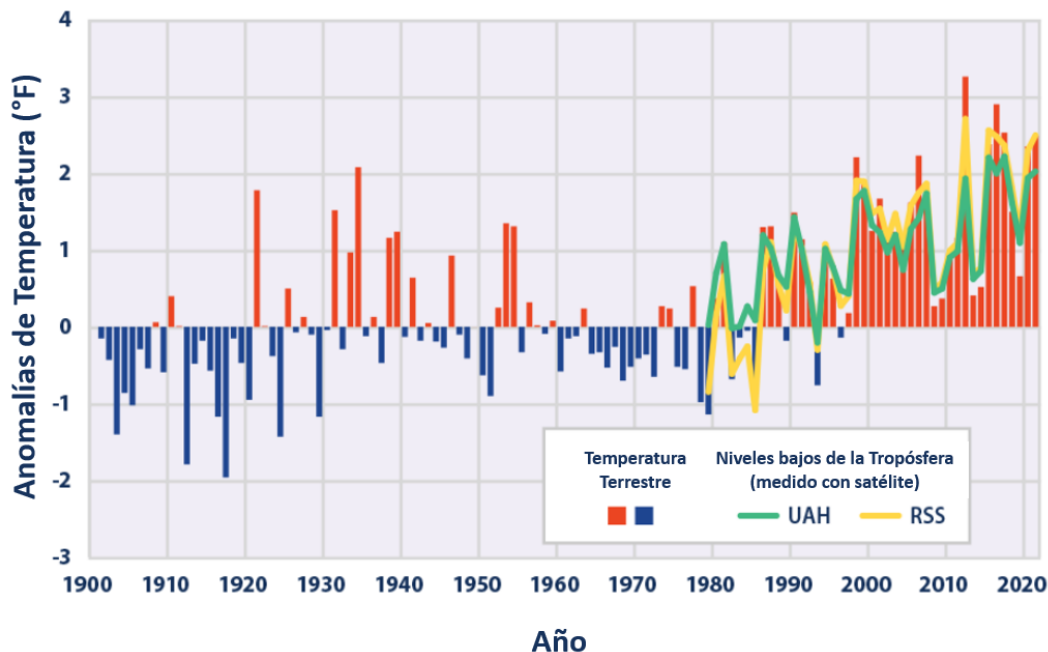 Anomalías de Temperatura (°F)
4
3
2
1
0
-1
-2
-3
Temperatura
Terrestre
Niveles bajos de la Tropósfera
(medido con satélite)
UAH
RSS
1900 1910 1920 1930 1940 1950 1960 1970 1980 1990 2000 2010 2020
Año